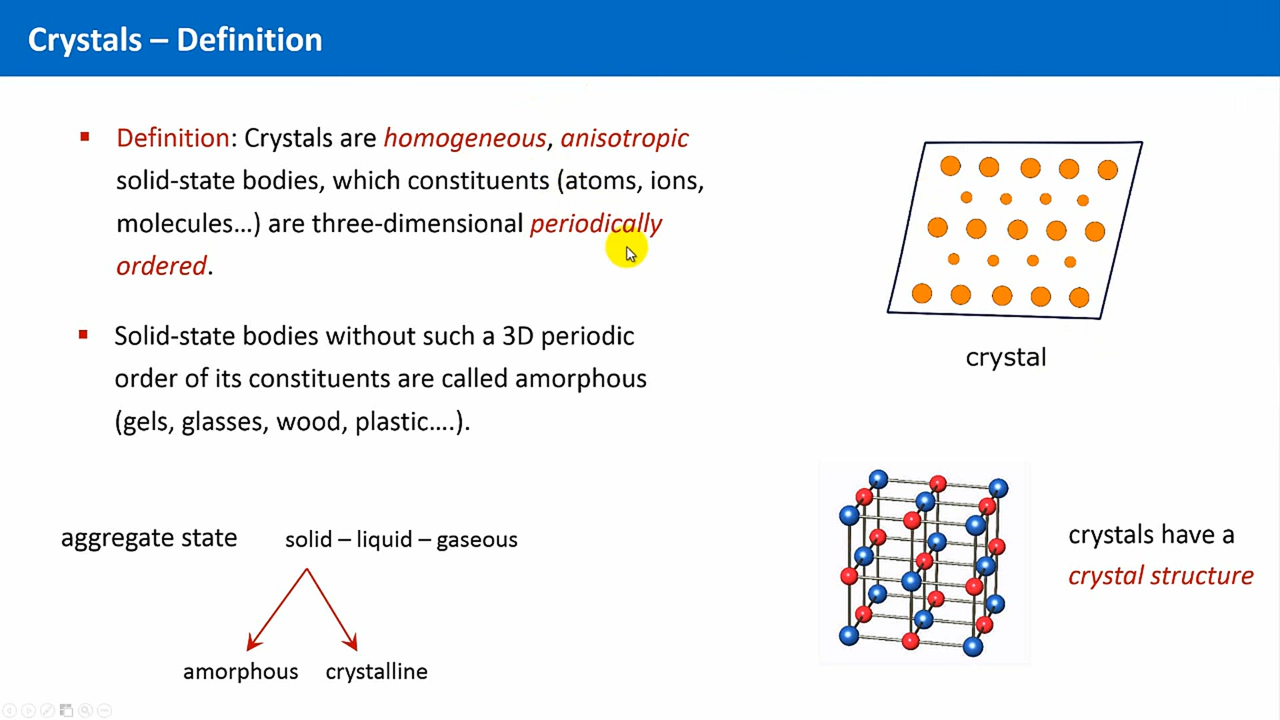 Crystals – Definition
Definition: Crystals are homogeneous, anisotropic
solid-state bodies, which constituents (atoms, ions,
molecules...) are three-dimensional periodically
ordered.
crystal
Solid-state bodies without such a 3D periodic
order of its constituents are called amorphous
(gels, glasses, wood, plastic....).
aggregate state
solid – liquid – gaseous
amorphous
crystalline
crystals have a
crystal structure